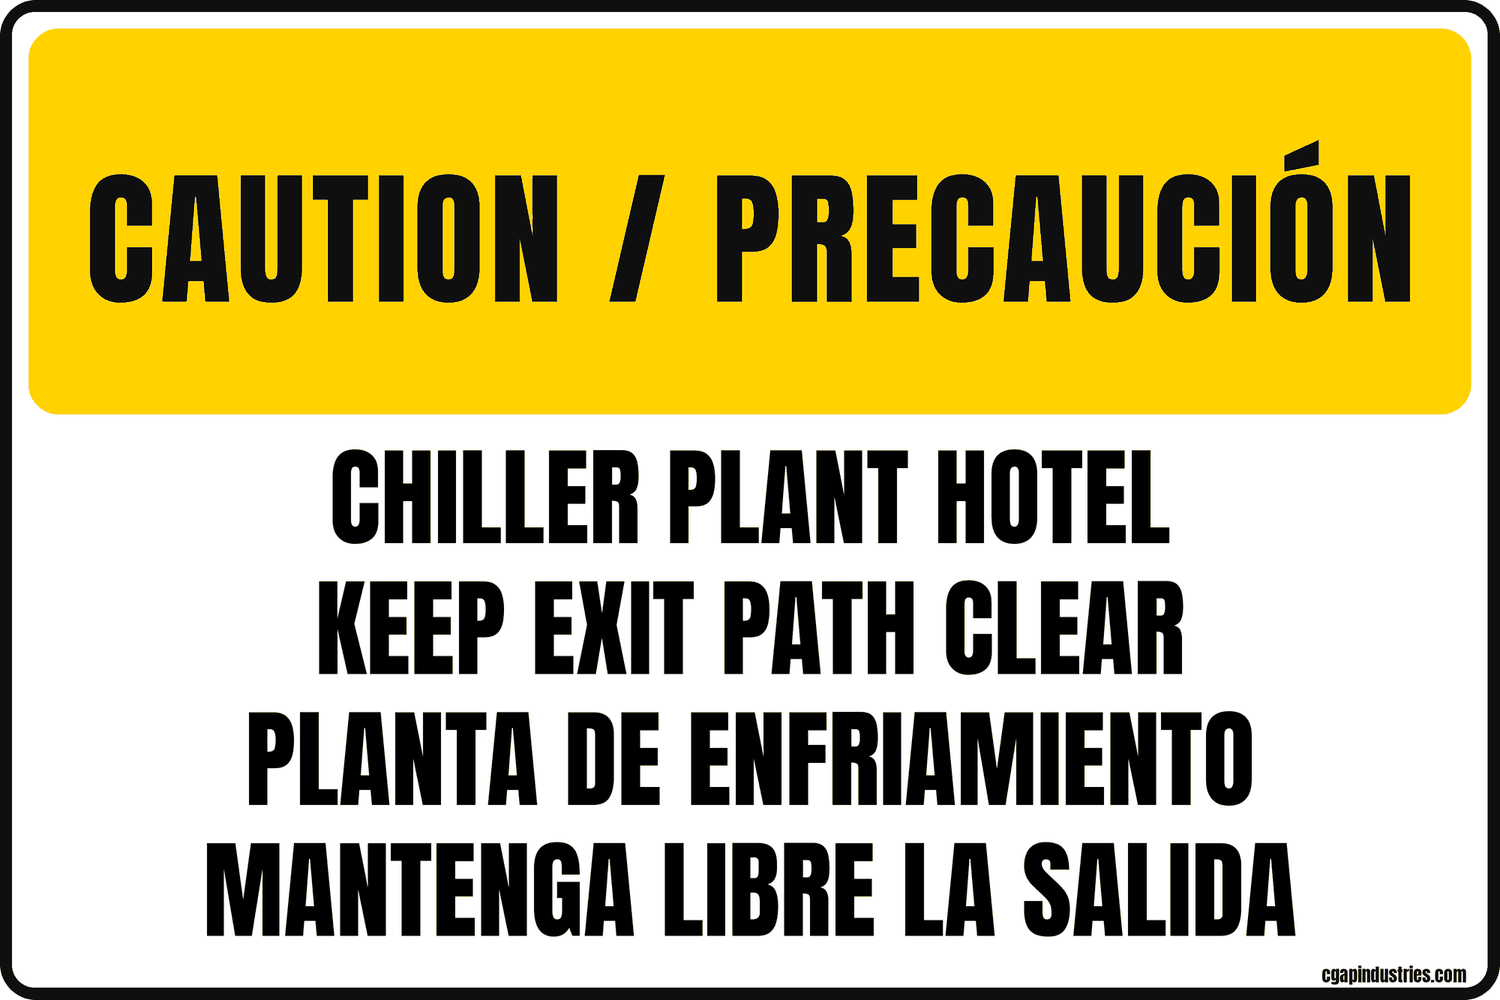 CAUTION / PRECAUCIÓN
CHILLER PLANT HOTEL
KEEP EXIT PATH CLEAR
PLANTA DE ENFRIAMIENTO
MANTENGA LIBRE LA SALIDA
cgapindustries.com